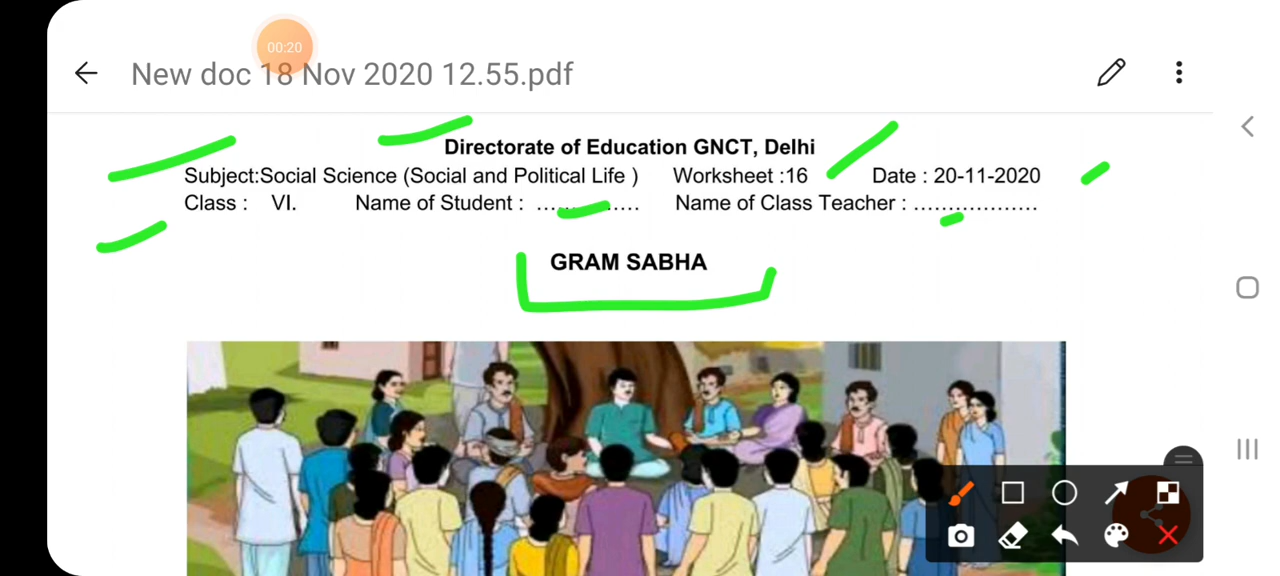 00:20
New doc 18 Nov 2020 12.55.pdf
Directorate of Education GNCT, Delhi
Subject:Social Science (Social and Political Life ) Worksheet :16 Date : 20-11-2020
Class : VI. Name of Student : .................. Name of Class Teacher : ..................
GRAM SABHA